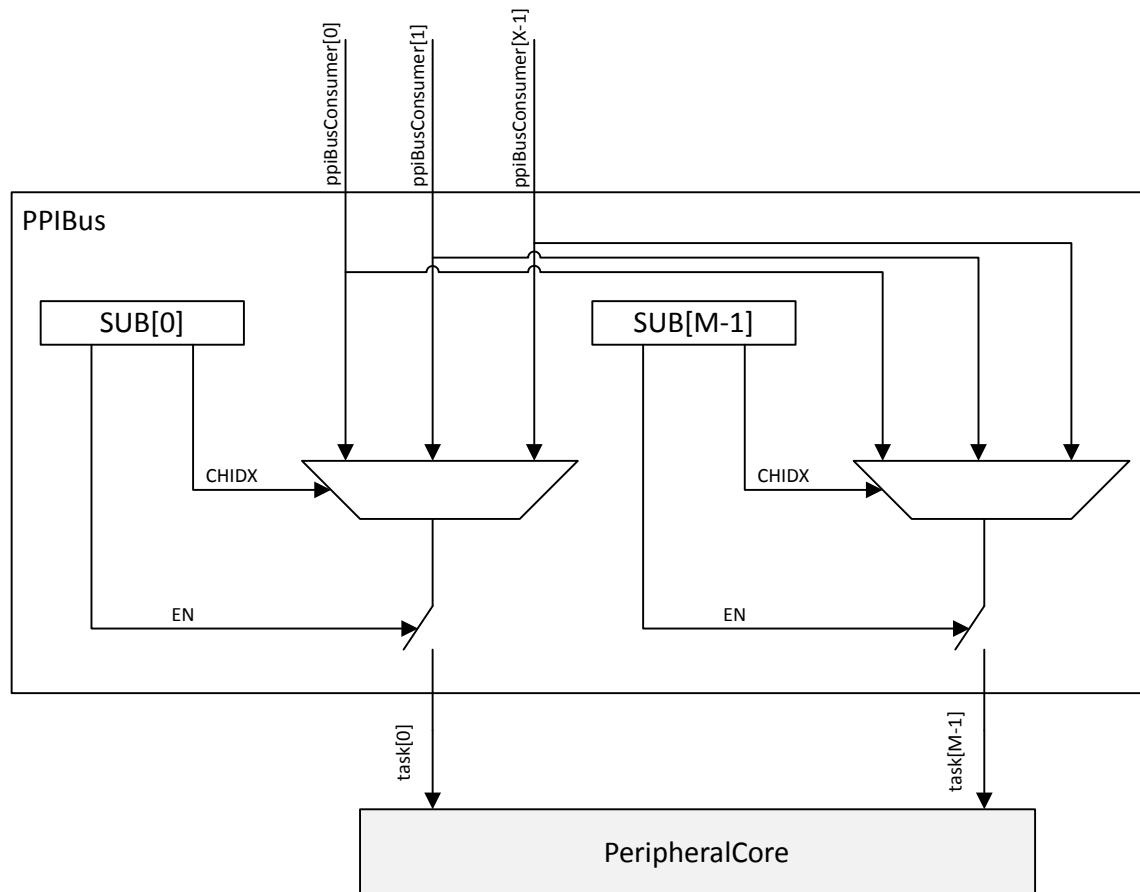 ppiBusConsumer[0]
ppiBusConsumer[1]
ppiBusConsumer[X-1]
PPIBus
SUB[0]
SUB[M-1]
CHIDX
CHIDX
EN
EN
task[0]
task[M-1]
PeripheralCore